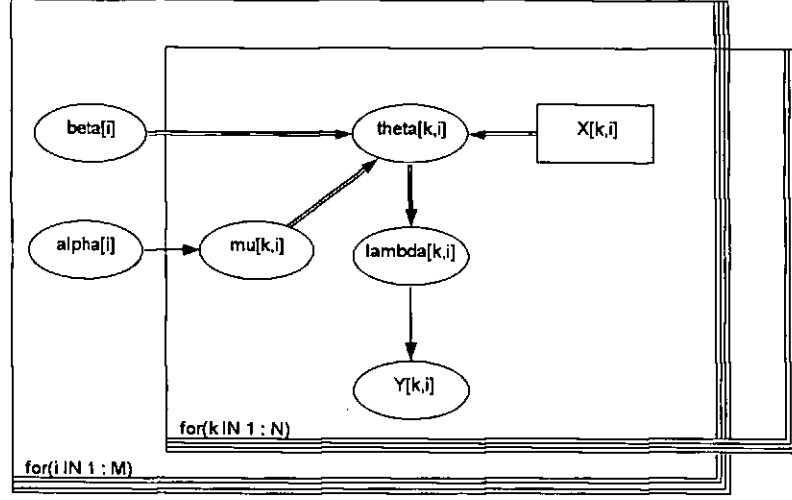 beta[i]
theta[k,i]
X[k,i]
alpha[i]
mu[k,i]
lambda[k,i]
Y[k,i]
for(k IN 1 : N)
for(i IN 1 : M)